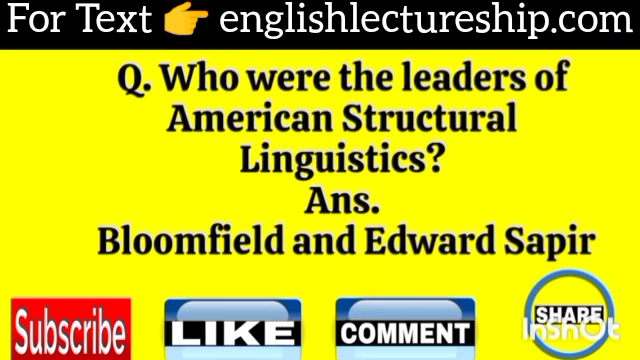 For Text 👉 englishlectureship.com
Q. Who were the leaders of
American Structural
Linguistics?
Ans.
Bloomfield and Edward Sapir
Subscribe
LIKE
COMMENT
SHARE
InShOt